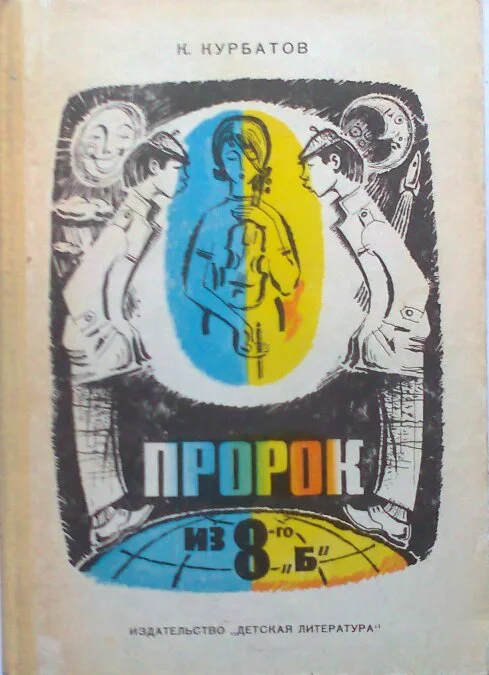 К. КУРБАТОВ
ПРОРОК
ИЗ 8-го „Б"
ИЗДАТЕЛЬСТВО „ДЕТСКАЯ ЛИТЕРАТУРА"